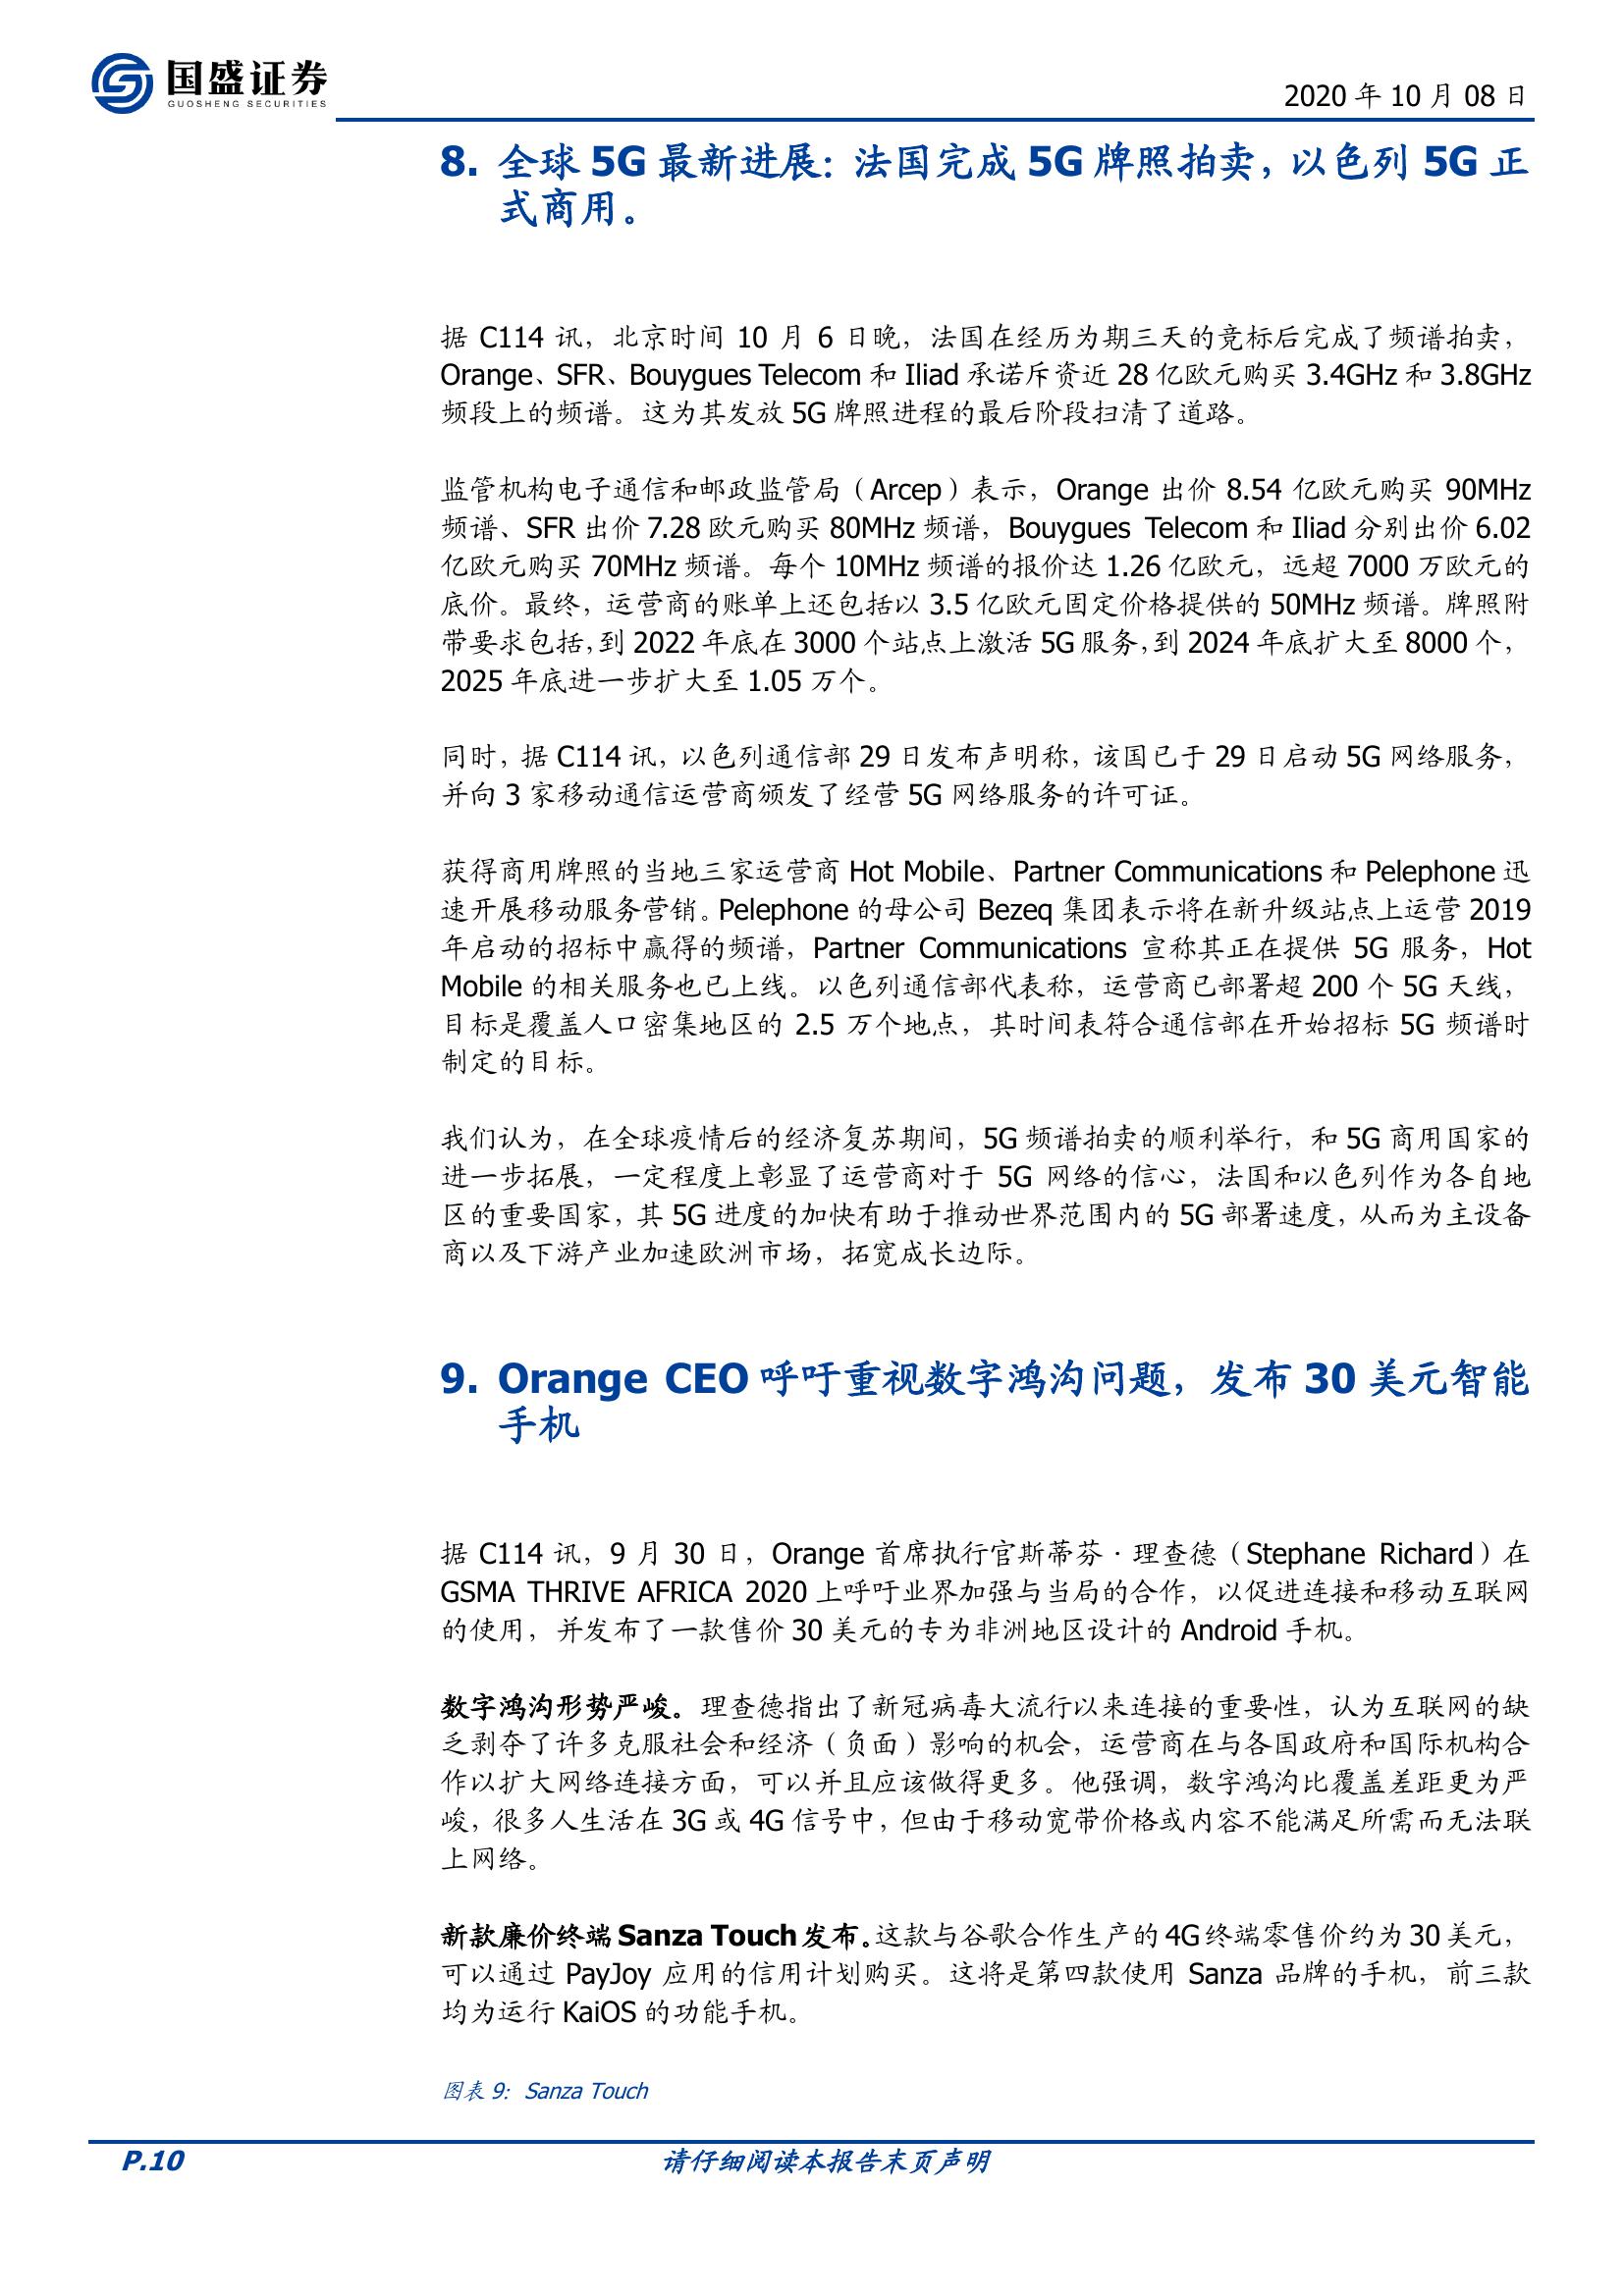 国盛证券
GUOSHENG SECURITIES
2020 年 10 月 08 日
8. 全球 5G 最新进展：法国完成 5G 牌照拍卖，以色列 5G 正
式商用。
据 C114 讯，北京时间 10 月 6 日晚，法国在经历为期三天的竞标后完成了频谱拍卖，
Orange、SFR、Bouygues Telecom 和 Iliad 承诺斥资近 28 亿欧元购买 3.4GHz 和 3.8GHz
频段上的频谱。这为其发放 5G 牌照进程的最后阶段扫清了道路。
监管机构电子通信和邮政监管局（Arcep）表示，Orange 出价 8.54 亿欧元购买 90MHz
频谱、SFR 出价 7.28 欧元购买 80MHz 频谱，Bouygues Telecom 和 Iliad 分别出价 6.02
亿欧元购买 70MHz 频谱。每个 10MHz 频谱的报价达 1.26 亿欧元，远超 7000 万欧元的
底价。最终，运营商的账单上还包括以 3.5 亿欧元固定价格提供的 50MHz 频谱。牌照附
带要求包括，到 2022 年底在 3000 个站点上激活 5G 服务，到 2024 年底扩大至 8000 个，
2025 年底进一步扩大至 1.05 万个。
同时，据 C114 讯，以色列通信部 29 日发布声明称，该国已于 29 日启动 5G 网络服务，
并向 3 家移动通信运营商颁发了经营 5G 网络服务的许可证。
获得商用牌照的当地三家运营商 Hot Mobile、Partner Communications 和 Pelephone 迅
速开展移动服务营销。Pelephone 的母公司 Bezeq 集团表示将在新升级站点上运营 2019
年启动的招标中赢得的频谱，Partner Communications 宣称其正在提供 5G 服务，Hot
Mobile 的相关服务也已上线。以色列通信部代表称，运营商已部署超 200 个 5G 天线，
目标是覆盖人口密集地区的 2.5 万个地点，其时间表符合通信部在开始招标 5G 频谱时
制定的目标。
我们认为，在全球疫情后的经济复苏期间，5G 频谱拍卖的顺利举行，和 5G 商用国家的
进一步拓展，一定程度上彰显了运营商对于 5G 网络的信心，法国和以色列作为各自地
区的重要国家，其 5G 进度的加快有助于推动世界范围内的 5G 部署速度，从而为主设备
商以及下游产业加速欧洲市场，拓宽成长边际。
9. Orange CEO 呼吁重视数字鸿沟问题，发布 30 美元智能
手机
据 C114 讯，9 月 30 日，Orange 首席执行官斯蒂芬·理查德（Stephane Richard）在
GSMA THRIVE AFRICA 2020 上呼吁业界加强与当局的合作，以促进连接和移动互联网
的使用，并发布了一款售价 30 美元的专为非洲地区设计的 Android 手机。
数字鸿沟形势严峻。理查德指出了新冠病毒大流行以来连接的重要性，认为互联网的缺
乏剥夺了许多克服社会和经济（负面）影响的机会，运营商在与各国政府和国际机构合
作以扩大网络连接方面，可以并且应该做得更多。他强调，数字鸿沟比覆盖差距更为严
峻，很多人生活在 3G 或 4G 信号中，但由于移动宽带价格或内容不能满足所需而无法联
上网络。
新款廉价终端 Sanza Touch 发布。这款与谷歌合作生产的 4G 终端零售价约为 30 美元，
可以通过 PayJoy 应用的信用计划购买。这将是第四款使用 Sanza 品牌的手机，前三款
均为运行 KaiOS 的功能手机。
图表 9：Sanza Touch
P.10
请仔细阅读本报告末页声明